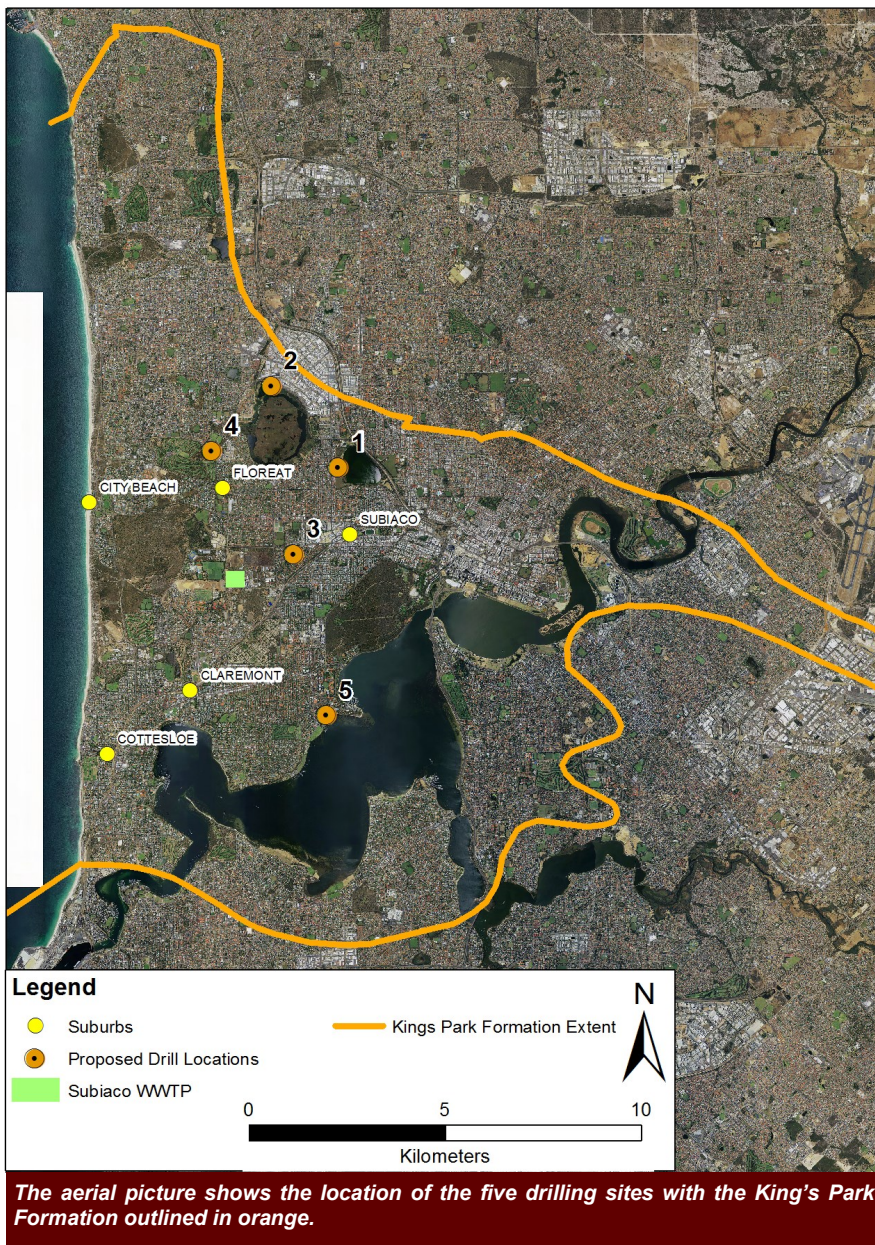 2
4
1
FLOREAT
CITY BEACH
SUBIACO
3
CLAREMONT
5
COTTESLOE
Legend
Suburbs
Kings Park Formation Extent
Proposed Drill Locations
Subiaco WWTP
N
0 5 10
Kilometers
The aerial picture shows the location of the five drilling sites with the King's Park
Formation outlined in orange.